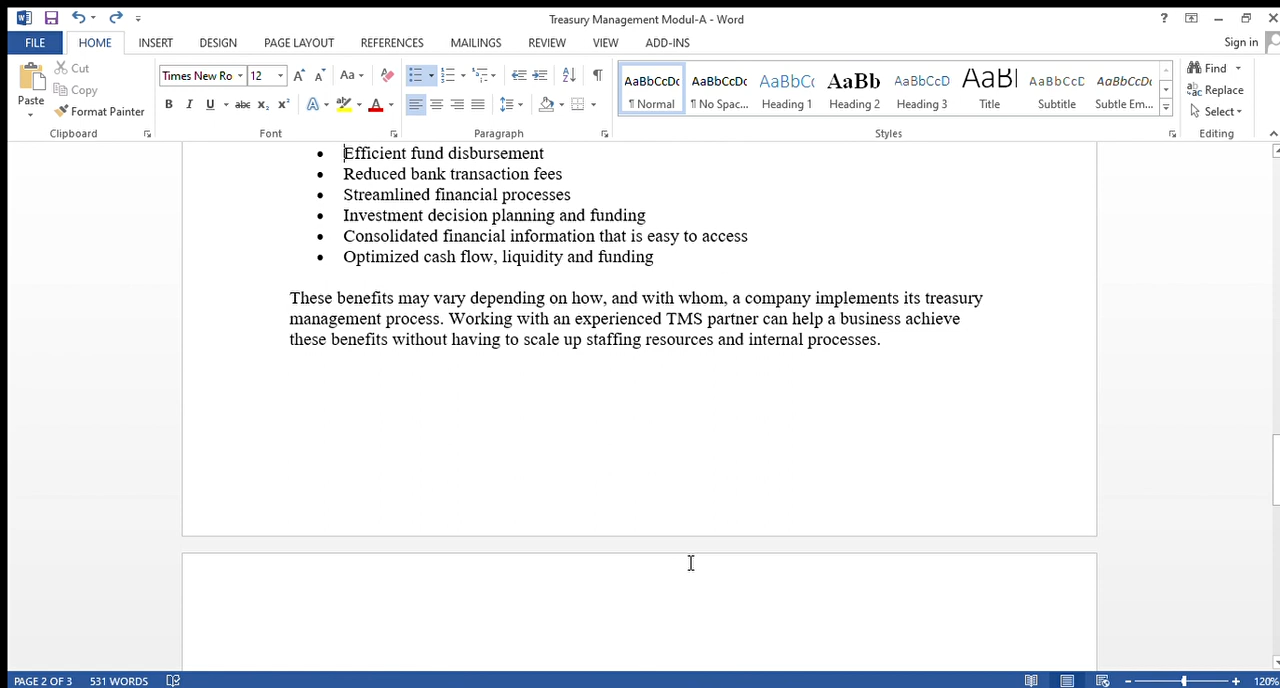 Treasury Management Modul-A - Word
?
FILE HOME INSERT DESIGN PAGE LAYOUT REFERENCES MAILINGS REVIEW VIEW ADD-INS Sign in
Paste
Cut
Copy
Format Painter
Clipboard
Times New Ro 12
Aa
B I U abc X₂ X² A A
Font
Paragraph
AaBbCcDc AaBbCcDc AaBbCc AaBb AaBbCcD AaB AaBbCcD AaBbCcDc
¶ Normal ¶ No Spac... Heading 1 Heading 2 Heading 3 Title Subtitle Subtle Em...
Styles
Find
Replace
Select
Editing
• Efficient fund disbursement
• Reduced bank transaction fees
• Streamlined financial processes
• Investment decision planning and funding
• Consolidated financial information that is easy to access
• Optimized cash flow, liquidity and funding
These benefits may vary depending on how, and with whom, a company implements its treasury
management process. Working with an experienced TMS partner can help a business achieve
these benefits without having to scale up staffing resources and internal processes.
PAGE 2 OF 3 531 WORDS 120%